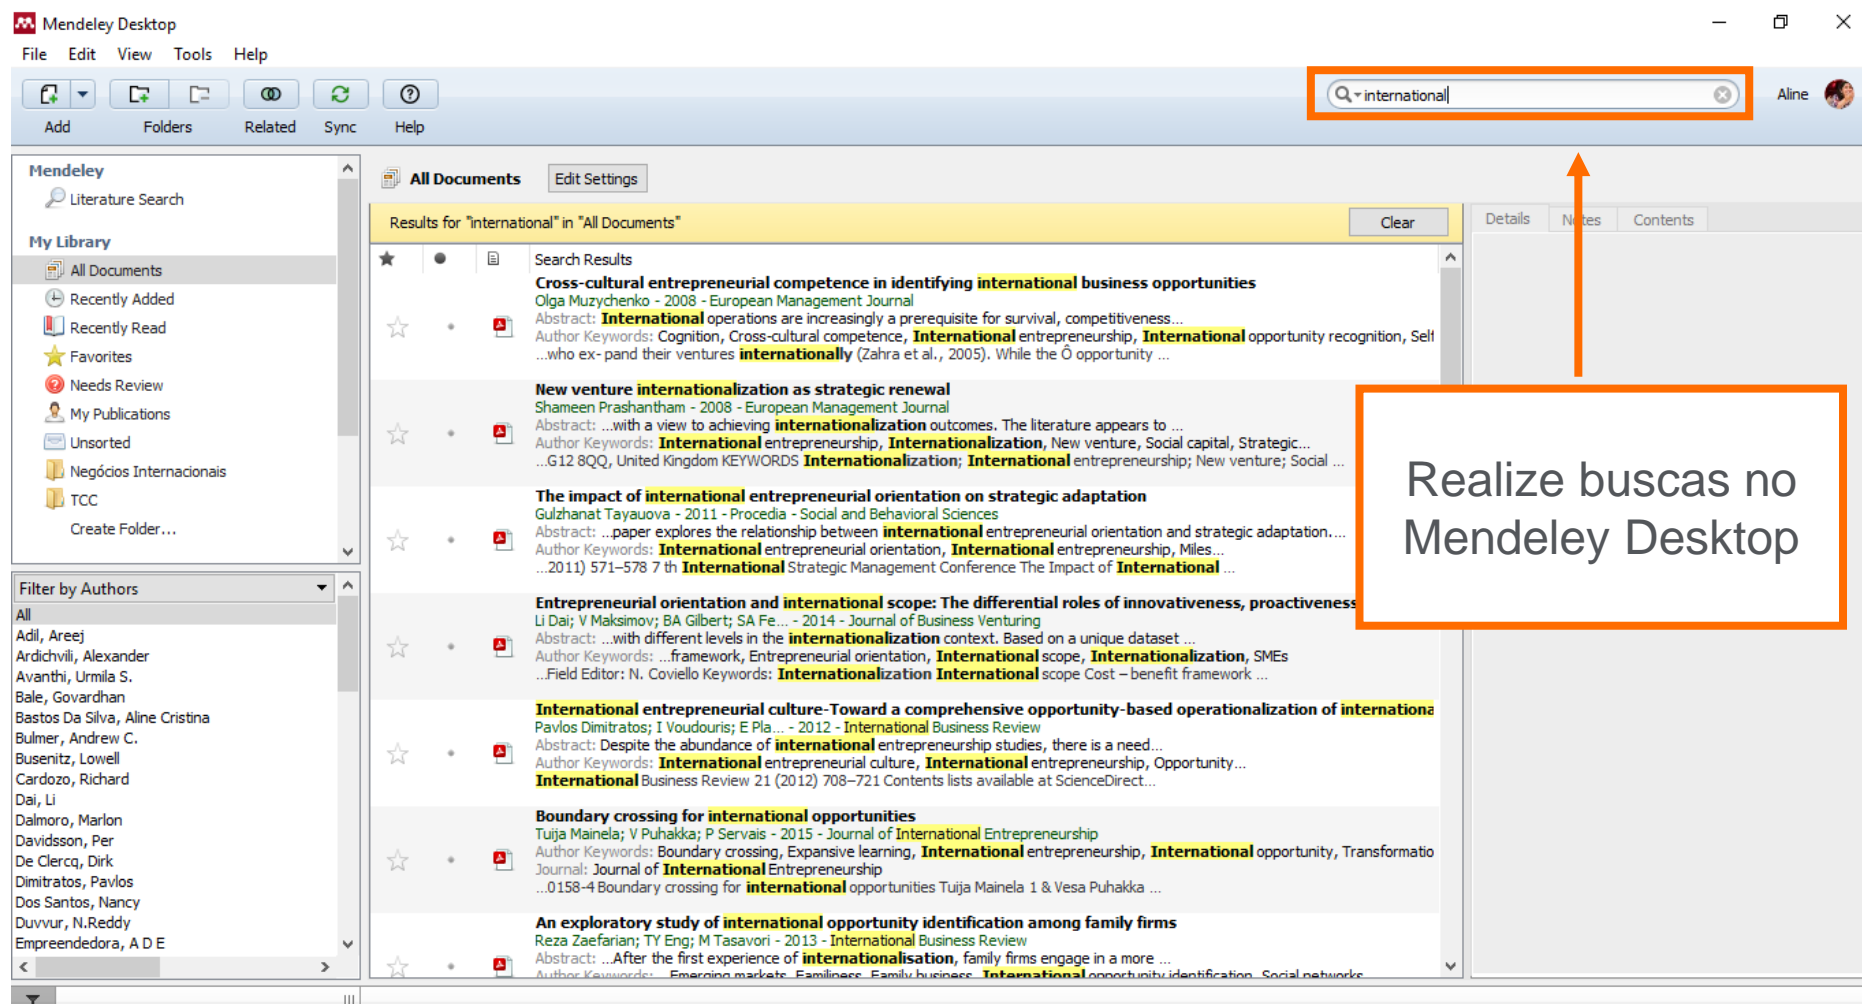 Mendeley Desktop
File Edit View Tools Help
international
Aline
Add Folders Related Sync Help
Mendeley
Literature Search
My Library
All Documents
Recently Added
Recently Read
Favorites
Needs Review
My Publications
Unsorted
Negócios Internacionais
TCC
Create Folder...
Filter by Authors
All
Adil, Areej
Ardichvili, Alexander
Avanthi, Urmila S.
Bale, Govardhan
Bastos Da Silva, Aline Cristina
Bulmer, Andrew C.
Busenitz, Lowell
Cardozo, Richard
Dai, Li
Dalmoro, Marlon
Davidsson, Per
De Clercq, Dirk
Dimitratos, Pavlos
Dos Santos, Nancy
Duvvur, N.Reddy
Empreendedora, A D E
All Documents Edit Settings
Results for "international" in "All Documents" Clear
Search Results
Cross-cultural entrepreneurial competence in identifying international business opportunities
Olga Muzychenko - 2008 - European Management Journal
Abstract: International operations are increasingly a prerequisite for survival, competitiveness...
Author Keywords: Cognition, Cross-cultural competence, International entrepreneurship, International opportunity recognition, Self
...who ex- pand their ventures internationally (Zahra et al., 2005). While the Ô opportunity ...
New venture internationalization as strategic renewal
Shameen Prashantham - 2008 - European Management Journal
Abstract: ...with a view to achieving internationalization outcomes. The literature appears to ...
Author Keywords: International entrepreneurship, Internationalization, New venture, Social capital, Strategic...
...G12 8QQ, United Kingdom KEYWORDS Internationalization; International entrepreneurship; New venture; Social ...
The impact of international entrepreneurial orientation on strategic adaptation
Gulzhanat Tayauova - 2011 - Procedia - Social and Behavioral Sciences
Abstract: ...paper explores the relationship between international entrepreneurial orientation and strategic adaptation....
Author Keywords: International entrepreneurial orientation, International entrepreneurship, Miles...
...2011) 571–578 7 th International Strategic Management Conference The Impact of International ...
Entrepreneurial orientation and international scope: The differential roles of innovativeness, proactiveness
Li Dai; V Maksimov; BA Gilbert; SA Fe... - 2014 - Journal of Business Venturing
Abstract: ...with different levels in the internationalization context. Based on a unique dataset ...
Author Keywords: ...framework, Entrepreneurial orientation, International scope, Internationalization, SMEs
...Field Editor: N. Coviello Keywords: Internationalization International scope Cost – benefit framework ...
International entrepreneurial culture-Toward a comprehensive opportunity-based operationalization of internationa
Pavlos Dimitratos; I Voudouris; E Pla... - 2012 - International Business Review
Abstract: Despite the abundance of international entrepreneurship studies, there is a need...
Author Keywords: International entrepreneurial culture, International entrepreneurship, Opportunity...
International Business Review 21 (2012) 708–721 Contents lists available at ScienceDirect...
Boundary crossing for international opportunities
Tuija Mainela; V Puhakka; P Servais - 2015 - Journal of International Entrepreneurship
Author Keywords: Boundary crossing, Expansive learning, International entrepreneurship, International opportunity, Transformatio
Journal: Journal of International Entrepreneurship
...0158-4 Boundary crossing for international opportunities Tuija Mainela 1 & Vesa Puhakka ...
An exploratory study of international opportunity identification among family firms
Reza Zaefarian; TY Eng; M Tasavori - 2013 - International Business Review
Abstract: ...After the first experience of internationalisation, family firms engage in a more ...
Author Keywords: ...Emerging markets, Familiness, Family business, International opportunity identification, Social networks
Details Notes Contents
Realize buscas no
Mendeley Desktop